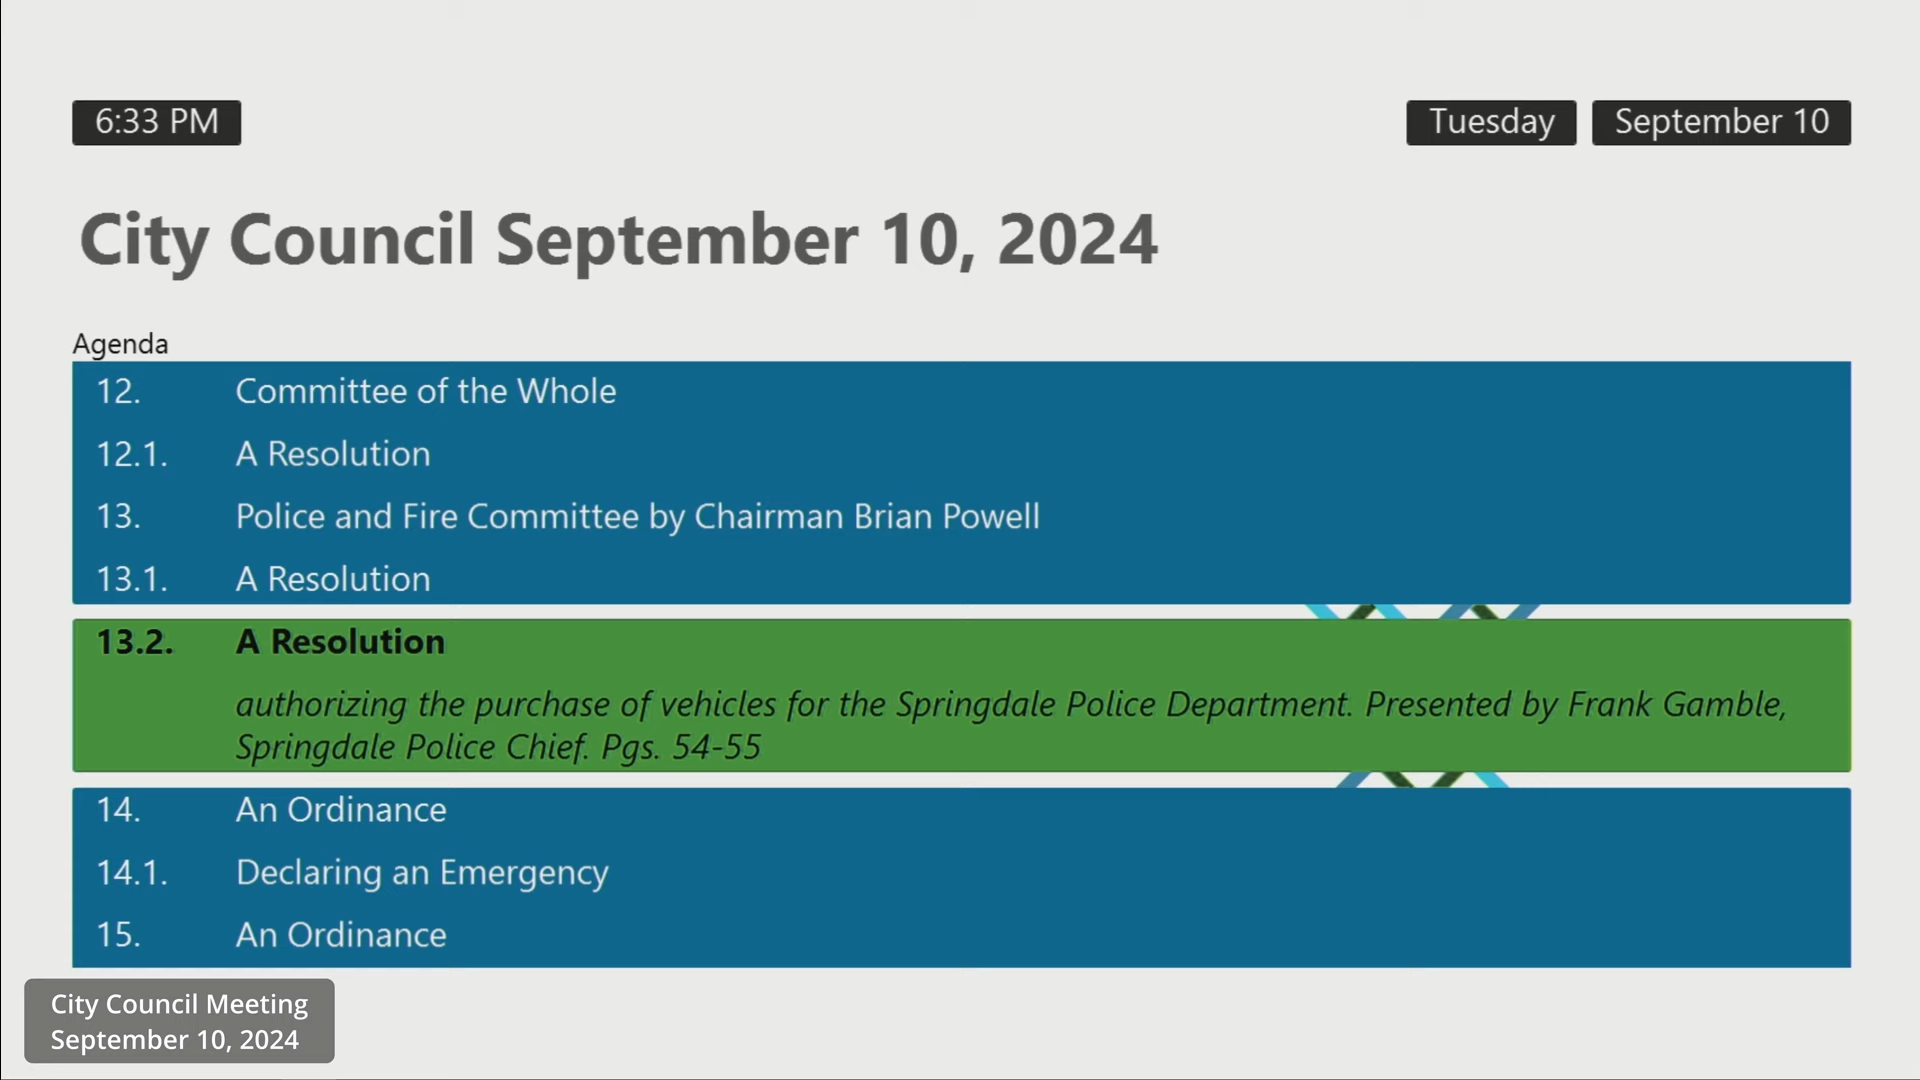 6:33 PM
Tuesday
September 10
City Council September 10, 2024
Agenda
12. Committee of the Whole
12.1. A Resolution
13. Police and Fire Committee by Chairman Brian Powell
13.1. A Resolution
13.2. A Resolution
authorizing the purchase of vehicles for the Springdale Police Department. Presented by Frank Gamble,
Springdale Police Chief. Pgs. 54-55
14. An Ordinance
14.1. Declaring an Emergency
15. An Ordinance
City Council Meeting
September 10, 2024